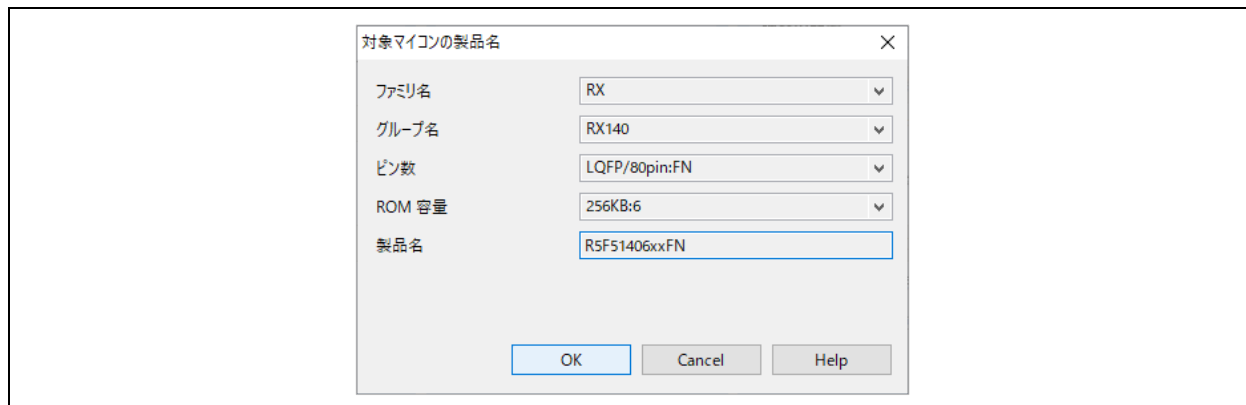 対象マイコンの製品名
ファミリ名 RX
グループ名 RX140
ピン数 LQFP/80pin:FN
ROM 容量 256KB:6
製品名 R5F51406xxFN
OK Cancel Help